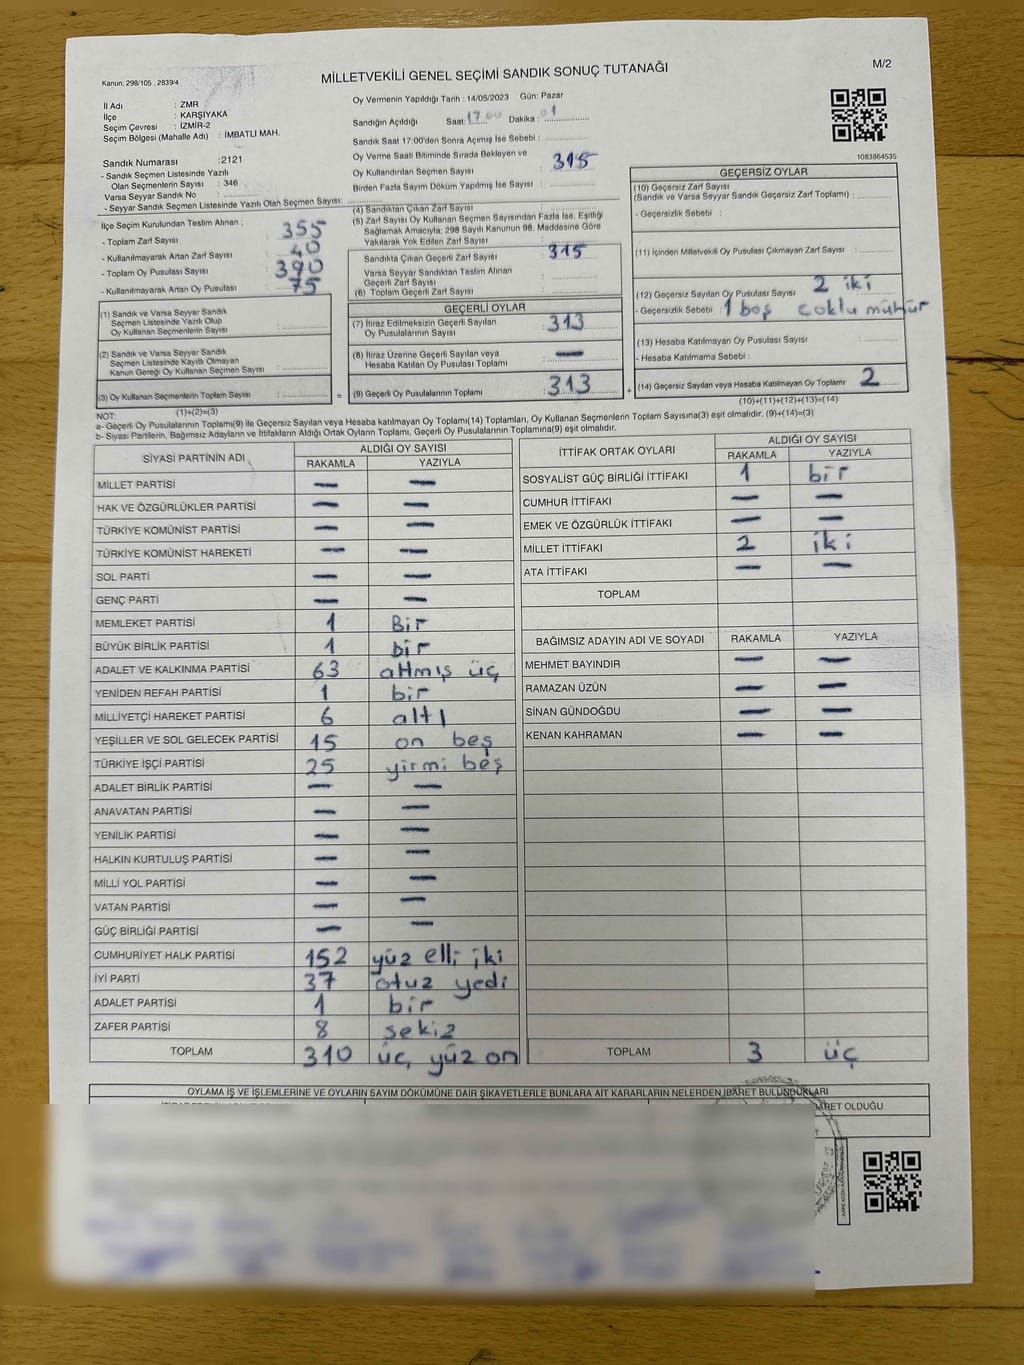 Kanun: 298/105 , 2839/4
MİLLETVEKİLİ GENEL SEÇİMİ SANDIK SONUÇ TUTANAĞI
M/2
İl Adı : ZMR
İlçe : KARŞIYAKA
Seçim Çevresi : İZMİR-2
Seçim Bölgesi (Mahalle Adı) : İMBATLI MAH.
Sandık Numarası :2121
- Sandık Seçmen Listesinde Yazılı
Olan Seçmenlerin Sayısı : 346
Varsa Seyyar Sandık No :
- Seyyar Sandık Seçmen Listesinde Yazılı Olan Seçmen Sayısı:
İlçe Seçim Kurulundan Teslim Alınan :
- Toplam Zarf Sayısı : 355
- Kullanılmayarak Artan Zarf Sayısı : 40
- Toplam Oy Pusulası Sayısı : 390
- Kullanılmayarak Artan Oy Pusulası : 75
(1) Sandık ve Varsa Seyyar Sandık
Seçmen Listesinde Yazılı Olup
Oy Kullanan Seçmenlerin Sayısı :
(2) Sandık ve Varsa Seyyar Sandık
Seçmen Listesinde Kayıtlı Olmayan
Kanun Gereği Oy Kullanan Seçmen Sayısı :
(3) Oy Kullanan Seçmenlerin Toplam Sayısı :
(1)+(2)=(3)
Oy Vermenin Yapıldığı Tarih : 14/05/2023 Gün: Pazar
Sandığın Açıldığı Saat: 17.00 Dakika : 01
Sandık Saat 17:00'den Sonra Açmış İse Sebebi :
Oy Verme Saati Bitiminde Sırada Bekleyen ve
Oy Kullandırılan Seçmen Sayısı : 315
Birden Fazla Sayım Döküm Yapılmış İse Sayısı :
(4) Sandıktan Çıkan Zarf Sayısı :
(5) Zarf Sayısı Oy Kullanan Seçmen Sayısından Fazla İse, Eşitliği
Sağlamak Amacıyla; 298 Sayılı Kanunun 98. Maddesine Göre
Yakılarak Yok Edilen Zarf Sayısı :
Sandıkta Çıkan Geçerli Zarf Sayısı : 315
Varsa Seyyar Sandıktan Teslim Alınan
Geçerli Zarf Sayısı :
(6) Toplam Geçerli Zarf Sayısı :
GEÇERLİ OYLAR
(7) İtiraz Edilmeksizin Geçerli Sayılan
Oy Pusulalarının Sayısı : 313
(8) İtiraz Üzerine Geçerli Sayılan veya
Hesaba Katılan Oy Pusulası Toplamı : —
= (9) Geçerli Oy Pusulalarının Toplamı : 313 +
1083864535
GEÇERSİZ OYLAR
(10) Geçersiz Zarf Sayısı
(Sandık ve Varsa Seyyar Sandık Geçersiz Zarf Toplamı) :
- Geçersizlik Sebebi :
(11) İçinden Milletvekili Oy Pusulası Çıkmayan Zarf Sayısı :
(12) Geçersiz Sayılan Oy Pusulası Sayısı : 2 iki
- Geçersizlik Sebebi : 1 boş çoklu mühür
(13) Hesaba Katılmayan Oy Pusulası Sayısı :
- Hesaba Katılmama Sebebi :
(14) Geçersiz Sayılan veya Hesaba Katılmayan Oy Toplamı : 2
(10)+(11)+(12)+(13)=(14)
NOT:
a- Geçerli Oy Pusulalarının Toplamı(9) ile Geçersiz Sayılan veya Hesaba katılmayan Oy Toplamı(14) Toplamları, Oy Kullanan Seçmenlerin Toplam Sayısına(3) eşit olmalıdır. (9)+(14)=(3)
b- Siyasi Partilerin, Bağımsız Adayların ve İttifakların Aldığı Ortak Oyların Toplamı, Geçerli Oy Pusulalarının Toplamına(9) eşit olmalıdır.
SİYASİ PARTİNİN ADI ALDIĞI OY SAYISI
RAKAMLA YAZIYLA
MİLLET PARTİSİ — —
HAK VE ÖZGÜRLÜKLER PARTİSİ — —
TÜRKİYE KOMÜNİST PARTİSİ — —
TÜRKİYE KOMÜNİST HAREKETİ — —
SOL PARTİ — —
GENÇ PARTİ — —
MEMLEKET PARTİSİ 1 Bir
BÜYÜK BİRLİK PARTİSİ 1 bir
ADALET VE KALKINMA PARTİSİ 63 altmış üç
YENİDEN REFAH PARTİSİ 1 bir
MİLLİYETÇİ HAREKET PARTİSİ 6 altı
YEŞİLLER VE SOL GELECEK PARTİSİ 15 on beş
TÜRKİYE İŞÇİ PARTİSİ 25 yirmi beş
ADALET BİRLİK PARTİSİ — —
ANAVATAN PARTİSİ — —
YENİLİK PARTİSİ — —
HALKIN KURTULUŞ PARTİSİ — —
MİLLİ YOL PARTİSİ — —
VATAN PARTİSİ — —
GÜÇ BİRLİĞİ PARTİSİ — —
CUMHURİYET HALK PARTİSİ 152 yüz elli iki
İYİ PARTİ 37 otuz yedi
ADALET PARTİSİ 1 bir
ZAFER PARTİSİ 8 sekiz
TOPLAM 310 üç yüz on
İTTİFAK ORTAK OYLARI ALDIĞI OY SAYISI
RAKAMLA YAZIYLA
SOSYALİST GÜÇ BİRLİĞİ İTTİFAKI 1 bir
CUMHUR İTTİFAKI — —
EMEK VE ÖZGÜRLÜK İTTİFAKI — —
MİLLET İTTİFAKI 2 iki
ATA İTTİFAKI — —
TOPLAM
BAĞIMSIZ ADAYIN ADI VE SOYADI RAKAMLA YAZIYLA
MEHMET BAYINDIR — —
RAMAZAN ÜZÜN — —
SİNAN GÜNDOĞDU — —
KENAN KAHRAMAN — —
TOPLAM 3 üç
OYLAMA İŞ VE İŞLEMLERİNE VE OYLARIN SAYIM DÖKÜMÜNE DAİR ŞİKAYETLERLE BUNLARA AİT KARARLARIN NELERDEN İBARET BULUNDUKLARI
BARET OLDUĞU